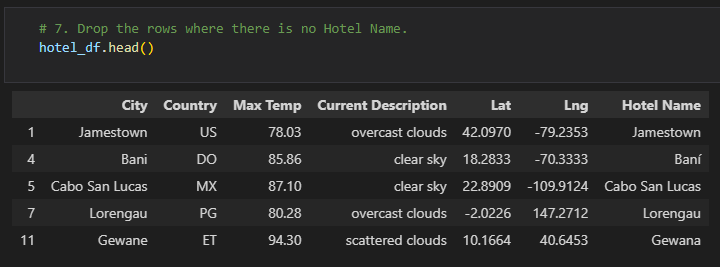 # 7. Drop the rows where there is no Hotel Name.
hotel_df.head()
City Country Max Temp Current Description Lat Lng Hotel Name
1 Jamestown US 78.03 overcast clouds 42.0970 -79.2353 Jamestown
4 Bani DO 85.86 clear sky 18.2833 -70.3333 Baní
5 Cabo San Lucas MX 87.10 clear sky 22.8909 -109.9124 Cabo San Lucas
7 Lorengau PG 80.28 overcast clouds -2.0226 147.2712 Lorengau
11 Gewane ET 94.30 scattered clouds 10.1664 40.6453 Gewana